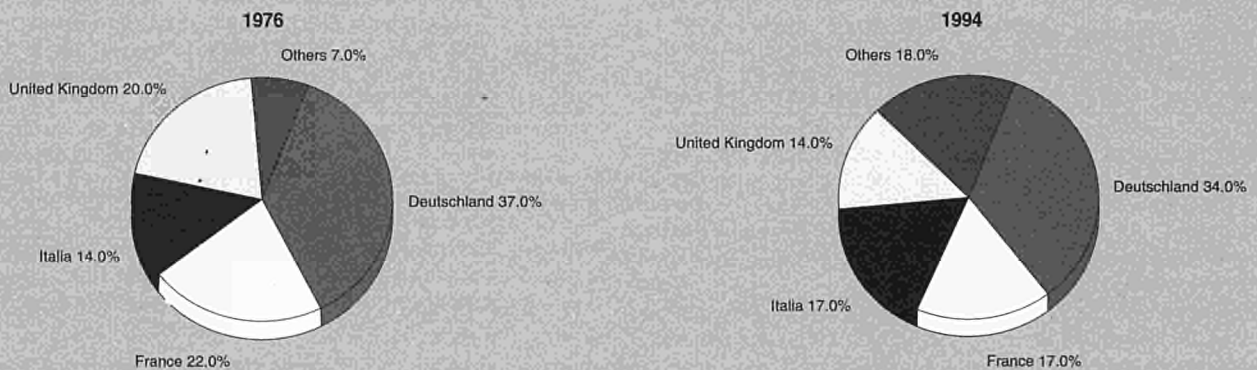 1976
Others 7.0%
United Kingdom 20.0%
Deutschland 37.0%
Italia 14.0%
France 22.0%
1994
Others 18.0%
United Kingdom 14.0%
Deutschland 34.0%
Italia 17.0%
France 17.0%